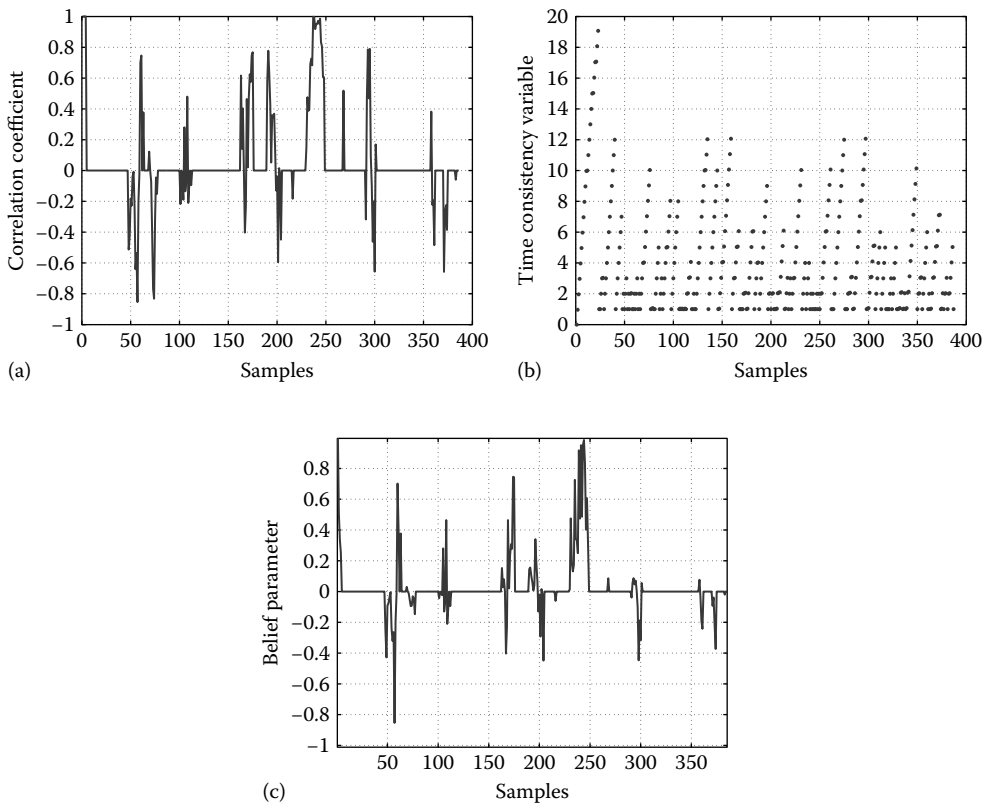 1
0.8
0.6
0.4
0.2
0
−0.2
−0.4
−0.6
−0.8
−1
Correlation coefficient
0 50 100 150 200 250 300 350 400
Samples
(a)
20
18
16
14
12
10
8
6
4
2
0
Time consistency variable
0 50 100 150 200 250 300 350 400
Samples
(b)
0.8
0.6
0.4
0.2
0
−0.2
−0.4
−0.6
−0.8
−1
Belief parameter
50 100 150 200 250 300 350
Samples
(c)